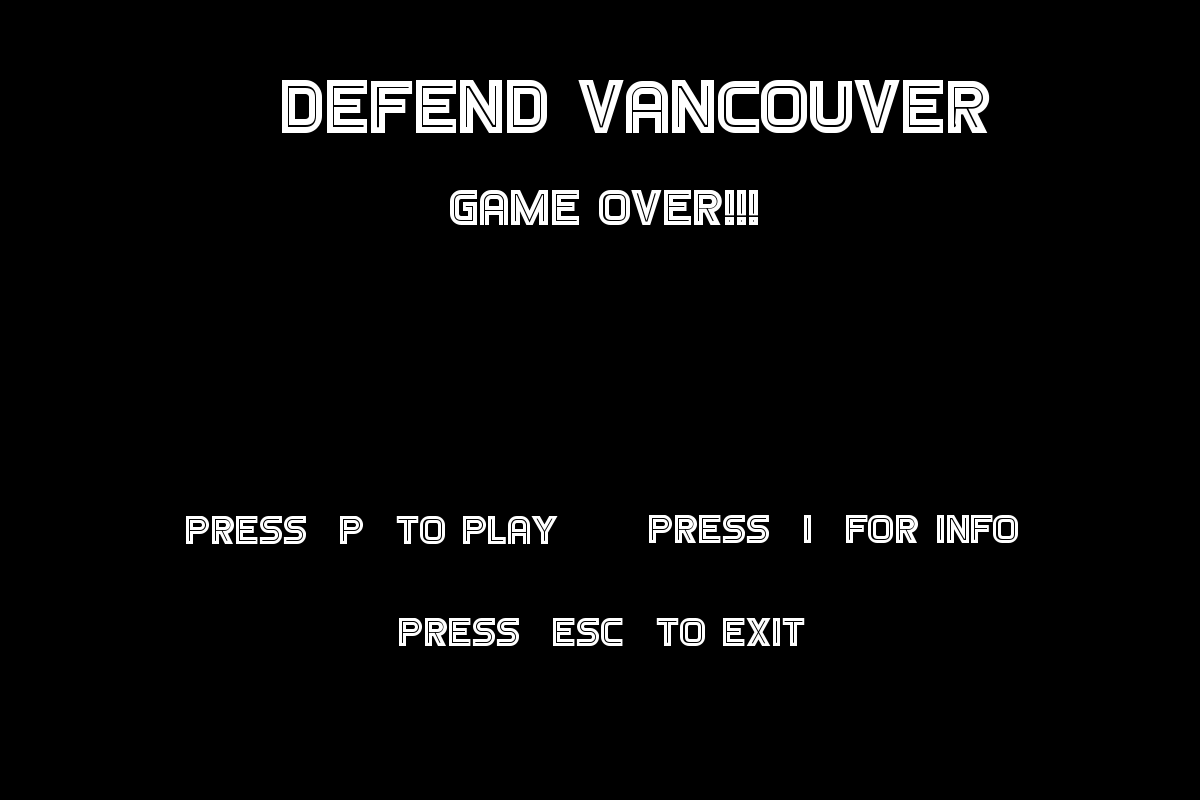 DEFEND VANCOUVER
GAME OVER!!!
PRESS P TO PLAY PRESS I FOR INFO
PRESS ESC TO EXIT